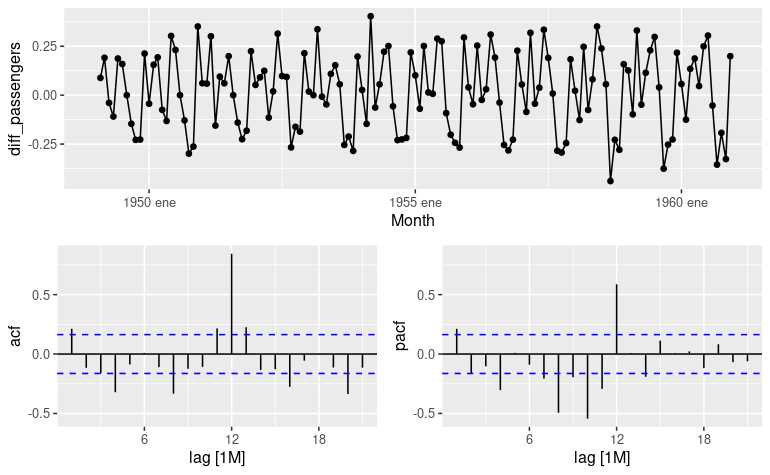 diff_passengers
0.25
0.00
-0.25
1950 ene
1955 ene
1960 ene
Month
acf
0.5
0.0
-0.5
6
12
18
lag [1M]
pacf
0.5
0.0
-0.5
6
12
18
lag [1M]